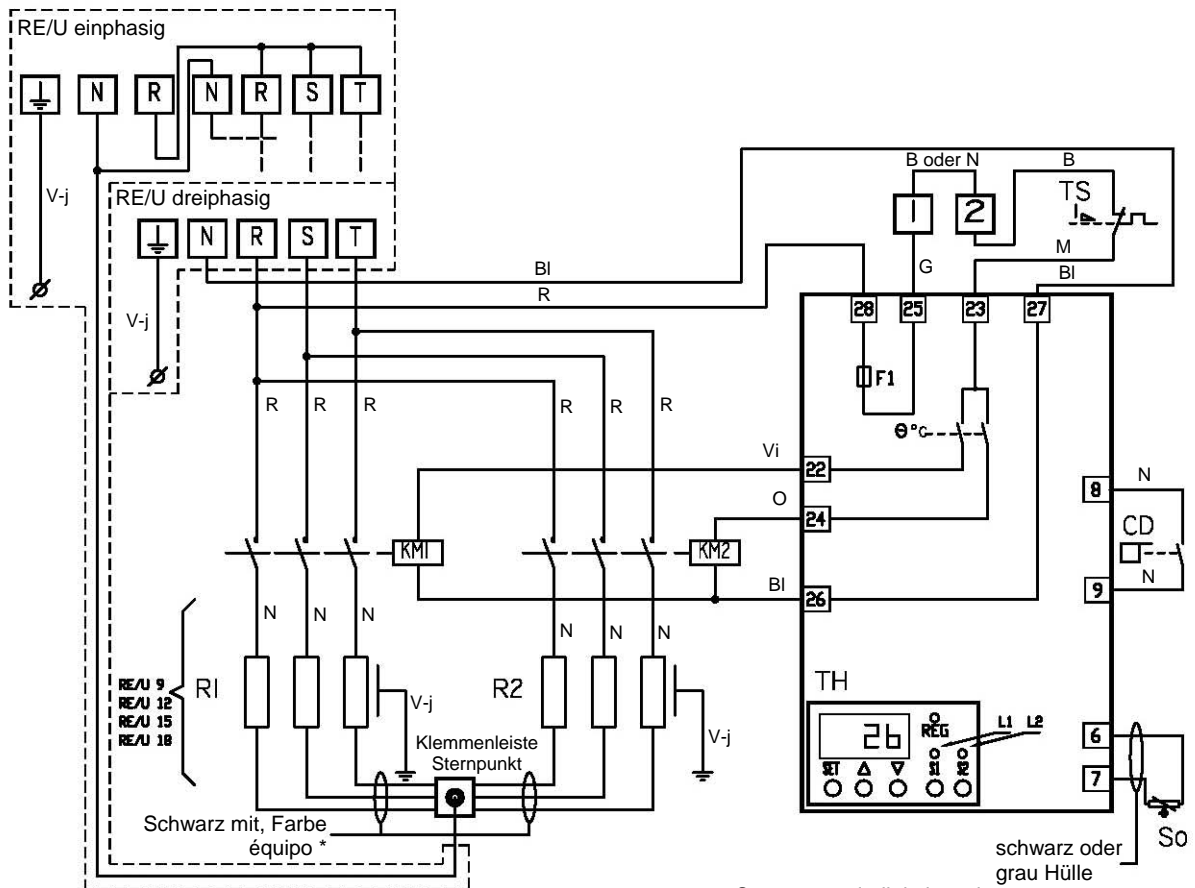 RE/U einphasig
N R N R S T
V-j
RE/U dreiphasig
N R S T
V-j
B oder N
B
1 2
TS
G
M
Bl
Bl
R
28 25 23 27
F1
θ°C
R R R
R R R
Vi
22
O
24
KM1
KM2
Bl
26
8
N
CD
9
N
N N N
N N N
RE/U 9
RE/U 12
RE/U 15
RE/U 18
R1
R2
V-j
V-j
Klemmenleiste
Sternpunkt
TH
26
REG
L1 L2
SET
S1 S2
6
7
So
Schwarz mit, Farbe
équipo *
schwarz oder
grau Hülle